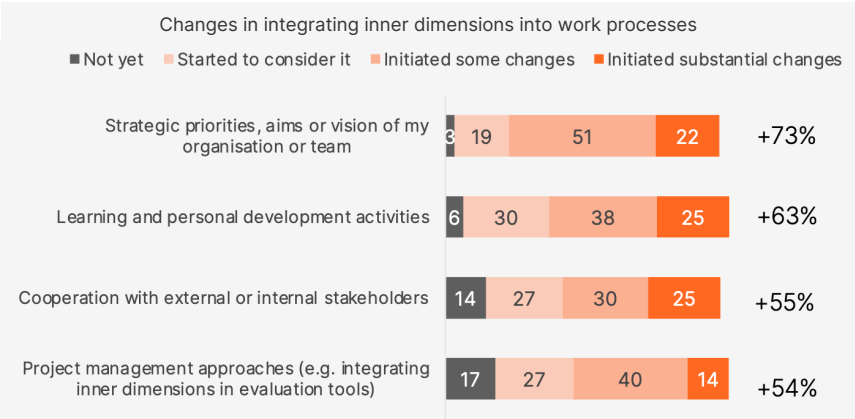 Changes in integrating inner dimensions into work processes
Not yet Started to consider it Initiated some changes Initiated substantial changes
Strategic priorities, aims or vision of my
organisation or team
3 19 51 22 +73%
Learning and personal development activities 6 30 38 25 +63%
Cooperation with external or internal stakeholders 14 27 30 25 +55%
Project management approaches (e.g. integrating
inner dimensions in evaluation tools)
17 27 40 14 +54%